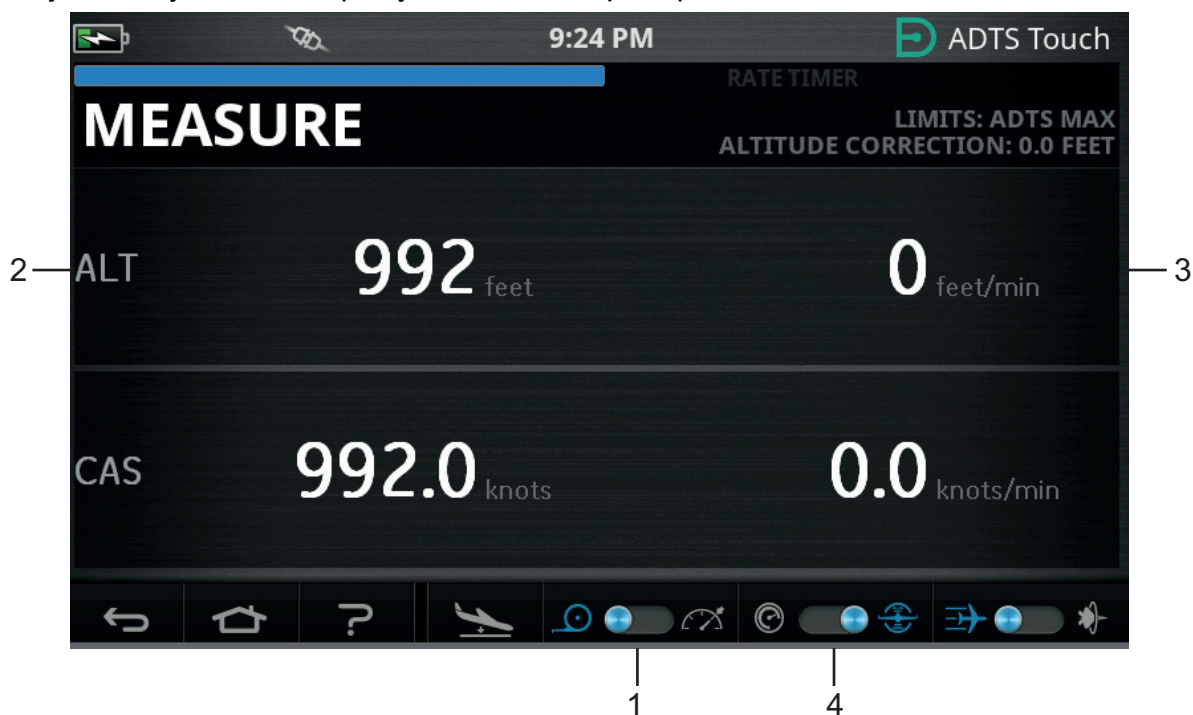 9:24 PM
ADTS Touch
RATE TIMER
MEASURE
LIMITS: ADTS MAX
ALTITUDE CORRECTION: 0.0 FEET
2
ALT
992 feet
0 feet/min
3
CAS
992.0 knots
0.0 knots/min
?
1
4